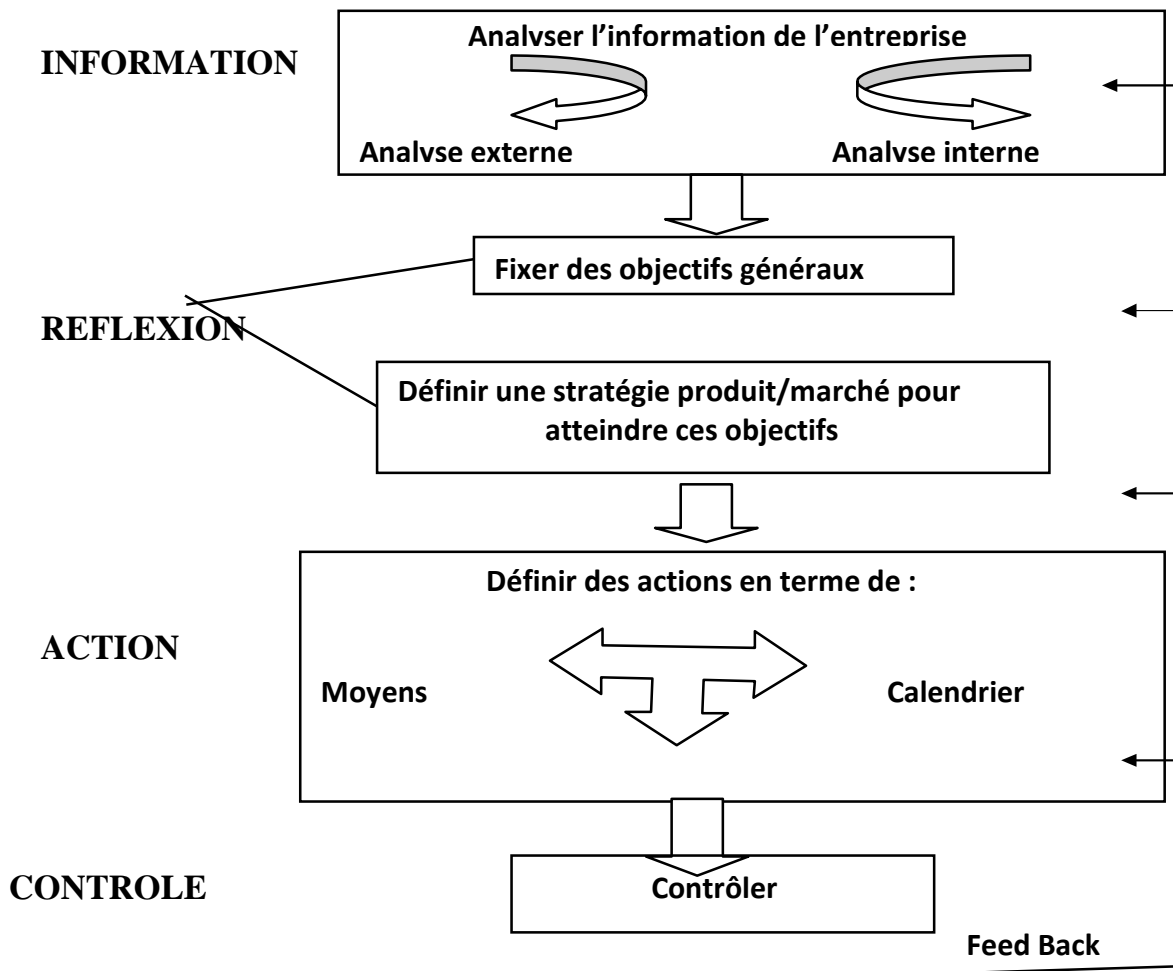 Analyser l'information de l'entreprise
INFORMATION
Analyse externe
Analyse interne
Fixer des objectifs généraux
REFLEXION
Définir une stratégie produit/marché pour
atteindre ces objectifs
Définir des actions en terme de :
ACTION
Moyens
Calendrier
CONTROLE
Contrôler
Feed Back